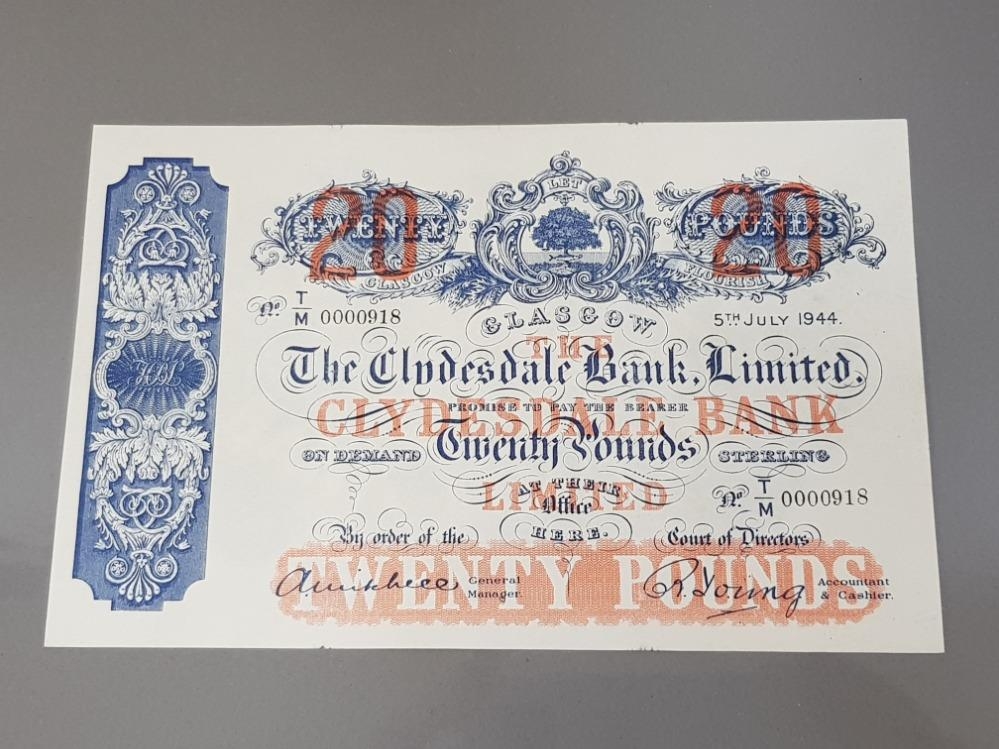 LET
20 20
TWENTY POUNDS
GLASGOW FLOURISH
No T/M 0000918
GLASGOW
5TH JULY 1944.
THE
The Clydesdale Bank, Limited,
PROMISE TO PAY THE BEARER
CLYDESDALE BANK
ON DEMAND Twenty Pounds STERLING
AT THEIR
LIMITED
Office
No T/M 0000918
HERE.
By order of the Court of Directors
TWENTY POUNDS
General
Manager.
R. Young
Accountant
& Cashier.